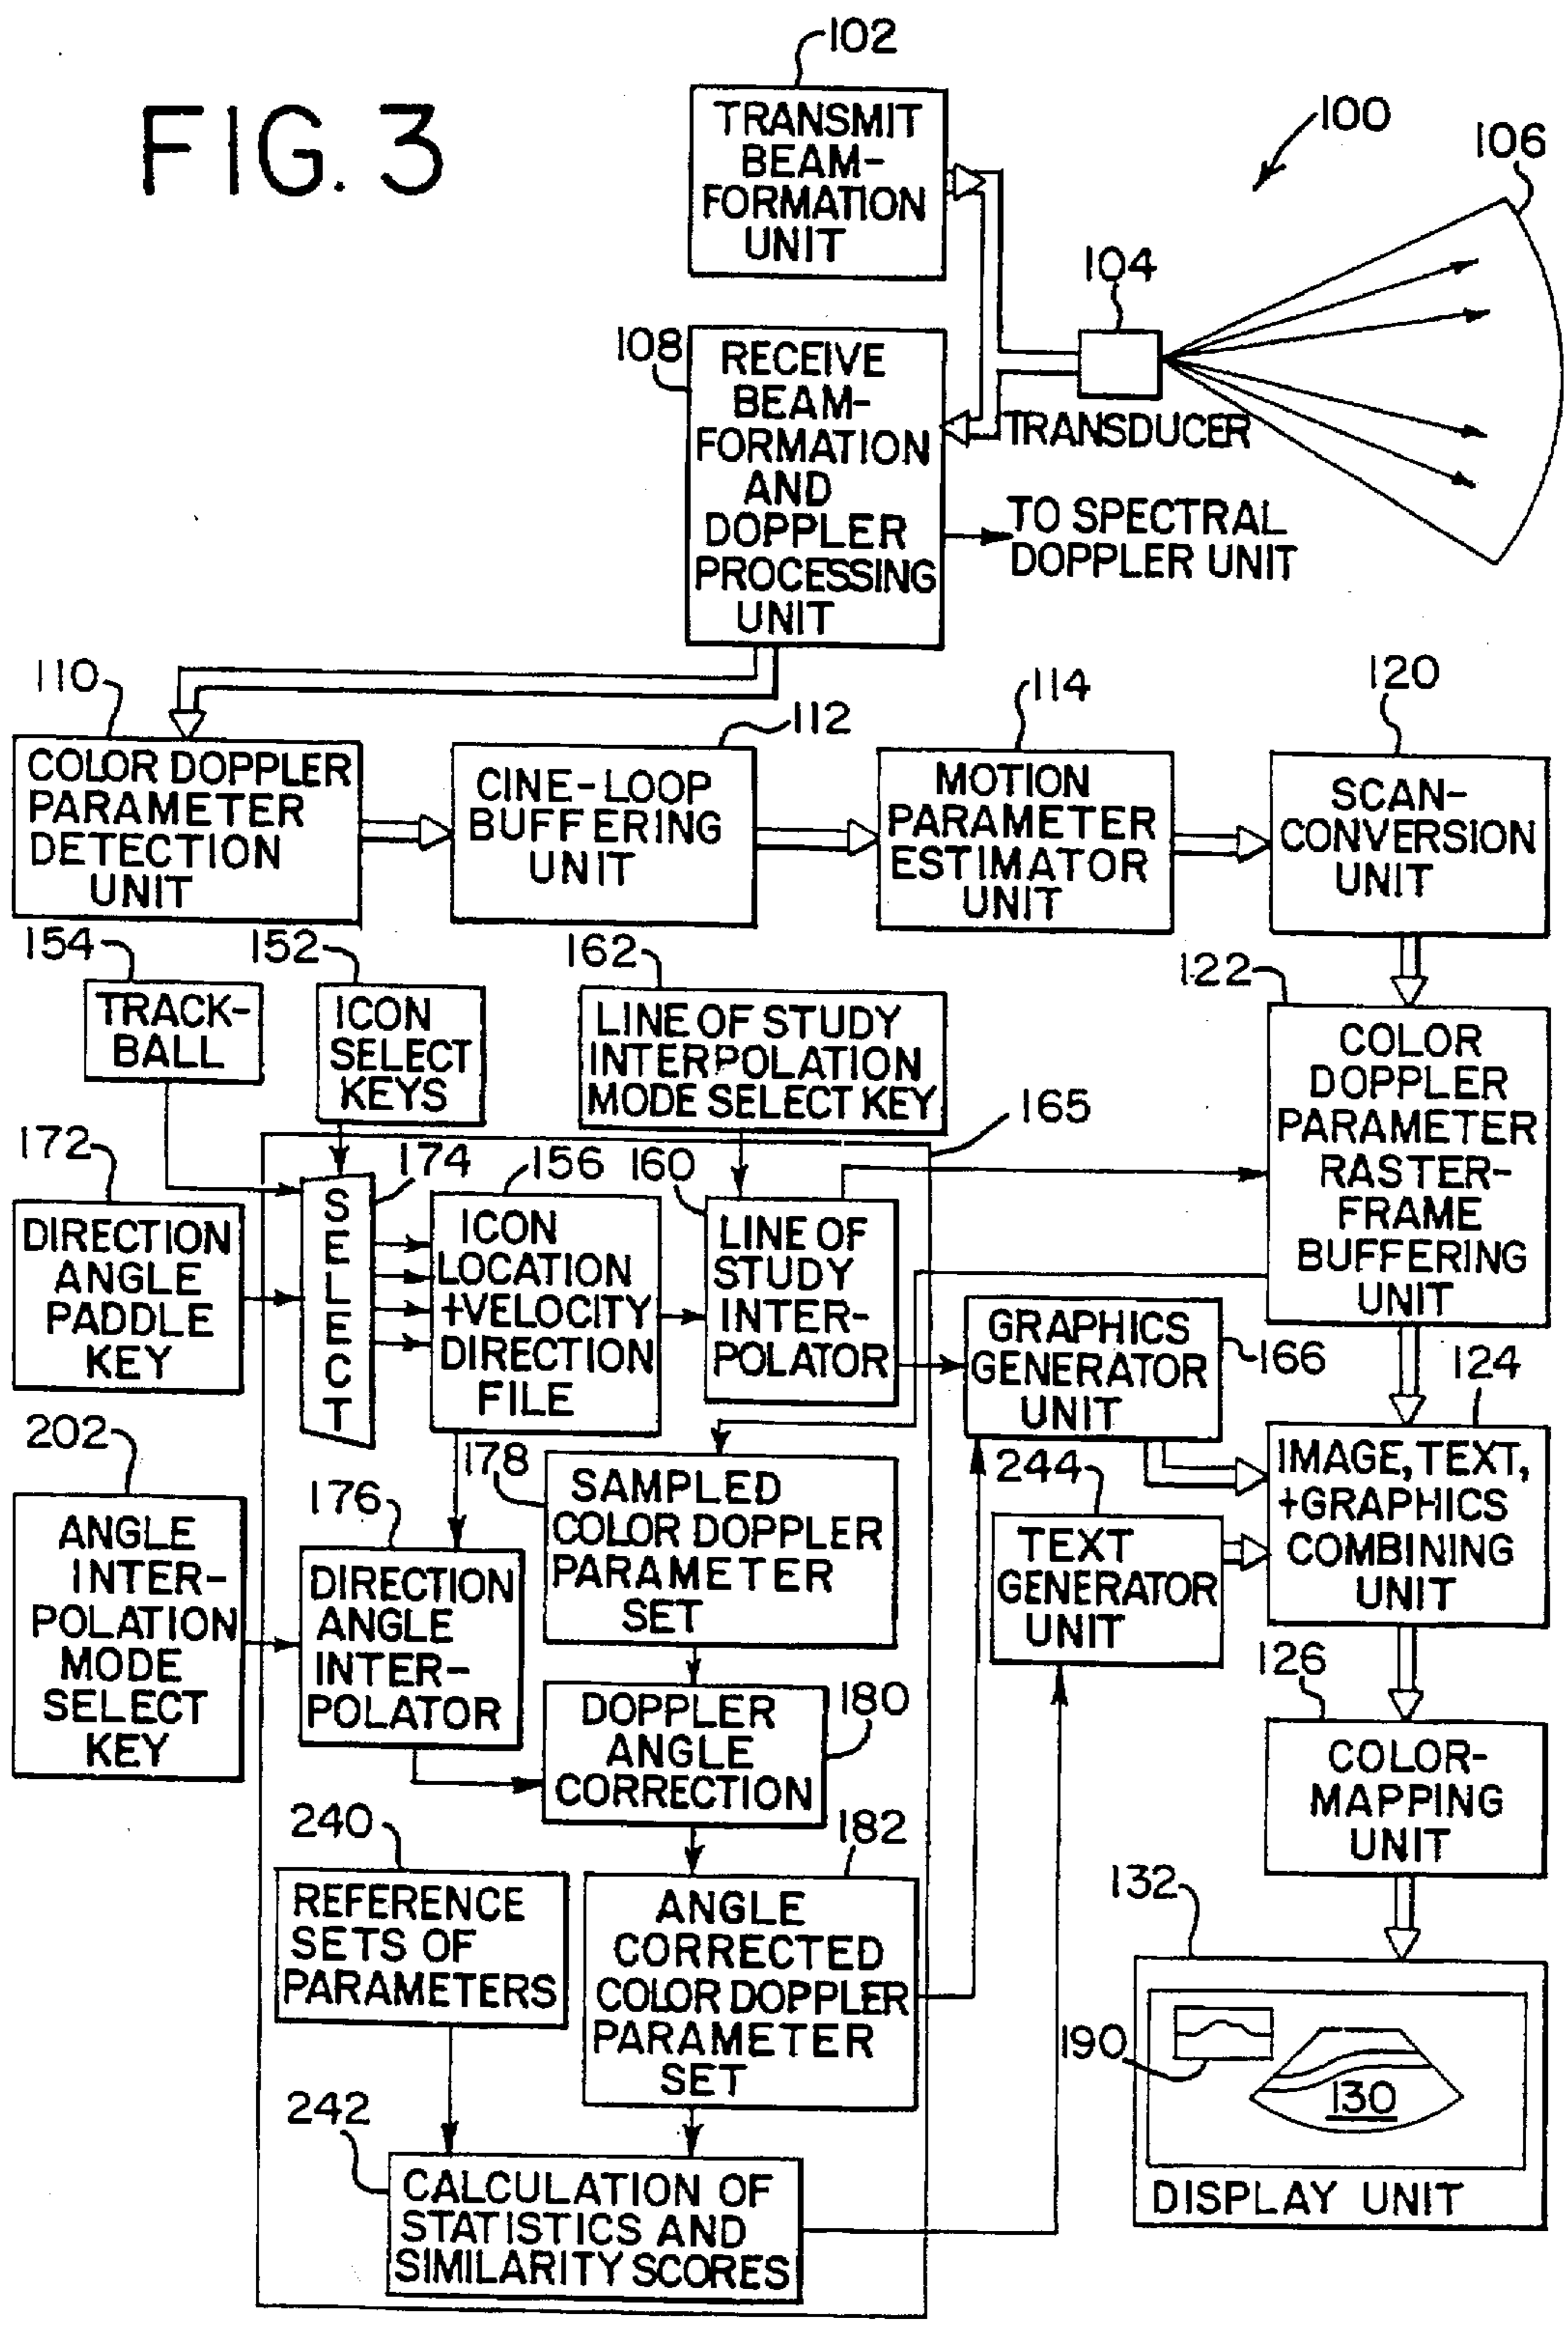 FIG. 3
102
TRANSMIT
BEAM-
FORMATION
UNIT
100
106
104
TRANSDUCER
108
RECEIVE
BEAM-
FORMATION
AND
DOPPLER
PROCESSING
UNIT
TO SPECTRAL
DOPPLER UNIT
110
COLOR DOPPLER
PARAMETER
DETECTION
UNIT
112
CINE-LOOP
BUFFERING
UNIT
114
MOTION
PARAMETER
ESTIMATOR
UNIT
120
SCAN-
CONVERSION
UNIT
154
TRACK-
BALL
152
ICON
SELECT
KEYS
162
LINE OF STUDY
INTERPOLATION
MODE SELECT KEY
165
122
COLOR
DOPPLER
PARAMETER
RASTER-
FRAME
BUFFERING
UNIT
172
DIRECTION
ANGLE
PADDLE
KEY
174
SELECT
156
ICON
LOCATION
+VELOCITY
DIRECTION
FILE
160
LINE OF
STUDY
INTER-
POLATOR
GRAPHICS
GENERATOR
UNIT
166
124
IMAGE, TEXT,
+GRAPHICS
COMBINING
UNIT
202
ANGLE
INTER-
POLATION
MODE
SELECT
KEY
176
DIRECTION
ANGLE
INTER-
POLATOR
178
SAMPLED
COLOR DOPPLER
PARAMETER
SET
244
TEXT
GENERATOR
UNIT
180
DOPPLER
ANGLE
CORRECTION
126
COLOR-
MAPPING
UNIT
240
REFERENCE
SETS OF
PARAMETERS
182
ANGLE
CORRECTED
COLOR DOPPLER
PARAMETER
SET
132
190
130
DISPLAY UNIT
242
CALCULATION OF
STATISTICS AND
SIMILARITY SCORES